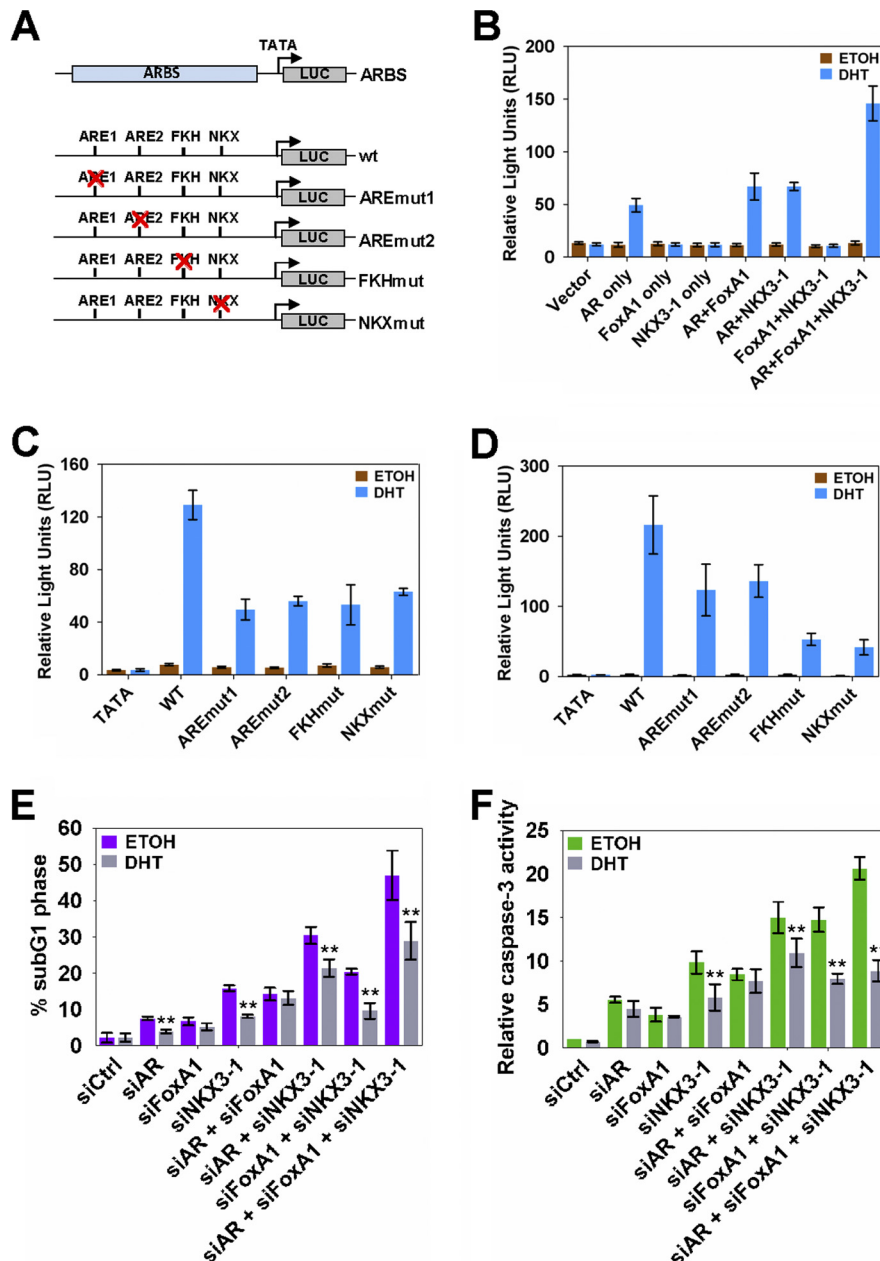 A
TATA
ARBS
LUC
ARBS
ARE1 ARE2 FKH NKX
LUC
wt
ARE1 ARE2 FKH NKX
LUC
AREmut1
ARE1 ARE2 FKH NKX
LUC
AREmut2
ARE1 ARE2 FKH NKX
LUC
FKHmut
ARE1 ARE2 FKH NKX
LUC
NKXmut
B
Relative Light Units (RLU)
200
150
100
50
0
ETOH
DHT
Vector
AR only
FoxA1 only
NKX3-1 only
AR+FoxA1
AR+NKX3-1
FoxA1+NKX3-1
AR+FoxA1+NKX3-1
C
Relative Light Units (RLU)
160
120
80
40
0
ETOH
DHT
TATA
WT
AREmut1
AREmut2
FKHmut
NKXmut
D
Relative Light Units (RLU)
300
200
100
0
ETOH
DHT
TATA
WT
AREmut1
AREmut2
FKHmut
NKXmut
E
% subG1 phase
60
50
40
30
20
10
0
ETOH
DHT
**
**
**
**
**
siCtrl
siAR
siFoxA1
siNKX3-1
siAR + siFoxA1
siAR + siNKX3-1
siFoxA1 + siNKX3-1
siAR + siFoxA1 + siNKX3-1
F
Relative caspase-3 activity
25
20
15
10
5
0
ETOH
DHT
**
**
**
**
siCtrl
siAR
siFoxA1
siNKX3-1
siAR + siFoxA1
siAR + siNKX3-1
siFoxA1 + siNKX3-1
siAR + siFoxA1 + siNKX3-1